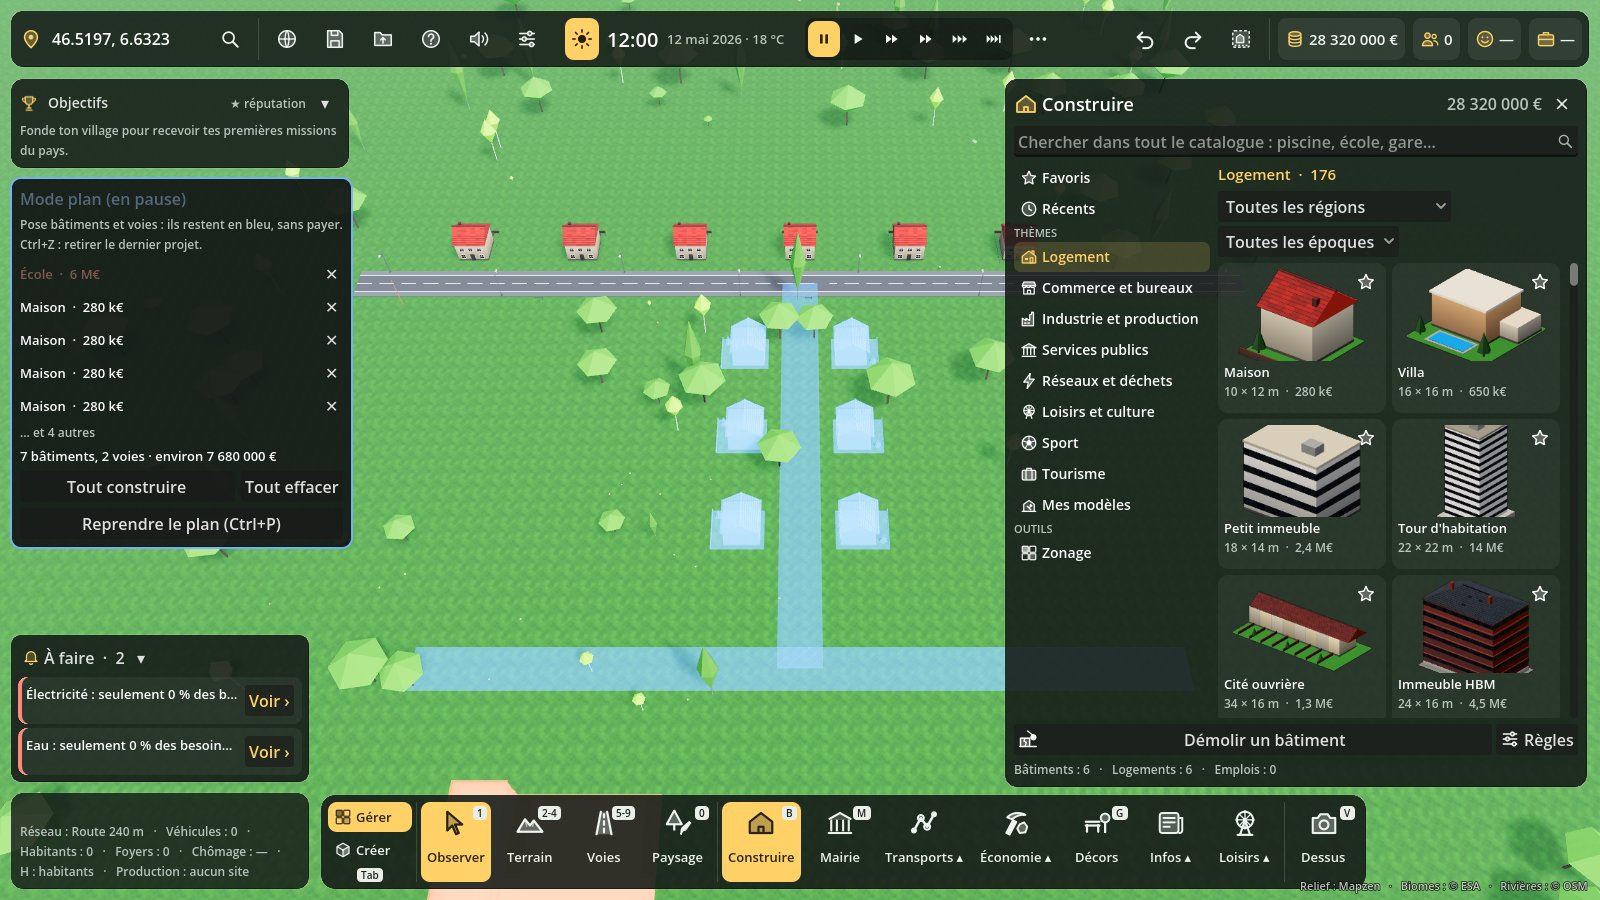 46.5197, 6.6323
12:00 12 mai 2026 · 18 °C
28 320 000 €
0
—
—
Objectifs ★ réputation ▼
Fonde ton village pour recevoir tes premières missions
du pays.
Mode plan (en pause)
Pose bâtiments et voies : ils restent en bleu, sans payer.
Ctrl+Z : retirer le dernier projet.
École · 6 M€
Maison · 280 k€
Maison · 280 k€
Maison · 280 k€
Maison · 280 k€
... et 4 autres
7 bâtiments, 2 voies · environ 7 680 000 €
Tout construire Tout effacer
Reprendre le plan (Ctrl+P)
À faire · 2 ▼
Électricité : seulement 0 % des b... Voir ›
Eau : seulement 0 % des besoin... Voir ›
Réseau : Route 240 m · Véhicules : 0 ·
Habitants : 0 · Foyers : 0 · Chômage : — ·
H : habitants · Production : aucun site
Construire 28 320 000 €
Chercher dans tout le catalogue : piscine, école, gare...
Favoris
Récents
THÈMES
Logement
Commerce et bureaux
Industrie et production
Services publics
Réseaux et déchets
Loisirs et culture
Sport
Tourisme
Mes modèles
OUTILS
Zonage
Logement · 176
Toutes les régions
Toutes les époques
Maison
10 × 12 m · 280 k€
Villa
16 × 16 m · 650 k€
Petit immeuble
18 × 14 m · 2,4 M€
Tour d'habitation
22 × 22 m · 14 M€
Cité ouvrière
34 × 16 m · 1,3 M€
Immeuble HBM
24 × 16 m · 4,5 M€
Démolir un bâtiment Règles
Bâtiments : 6 · Logements : 6 · Emplois : 0
Gérer
Créer
Tab
1
Observer
2-4
Terrain
5-9
Voies
0
Paysage
B
Construire
M
Mairie
Transports ▴
Économie ▴
G
Décors
Infos ▴
Loisirs ▴
V
Dessus
Relief : Mapzen · Biomes : © ESA · Rivières : © OSM